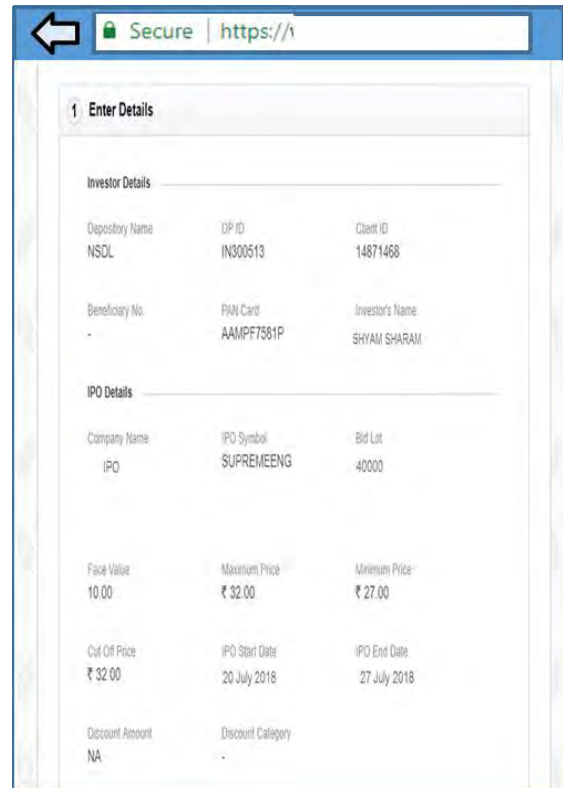 Secure | https://
1 Enter Details
Investor Details
Depository Name DP ID Client ID
NSDL IN300513 14871468
Beneficiary No. PAN Card Investor's Name
- AAMPF7581P SHYAM SHARAM
IPO Details
Company Name IPO Symbol Bid Lot
IPO SUPREMEENG 40000
Face Value Maximum Price Minimum Price
10.00 ₹ 32.00 ₹ 27.00
Cut Off Price IPO Start Date IPO End Date
₹ 32.00 20 July 2018 27 July 2018
Discount Amount Discount Category
NA -